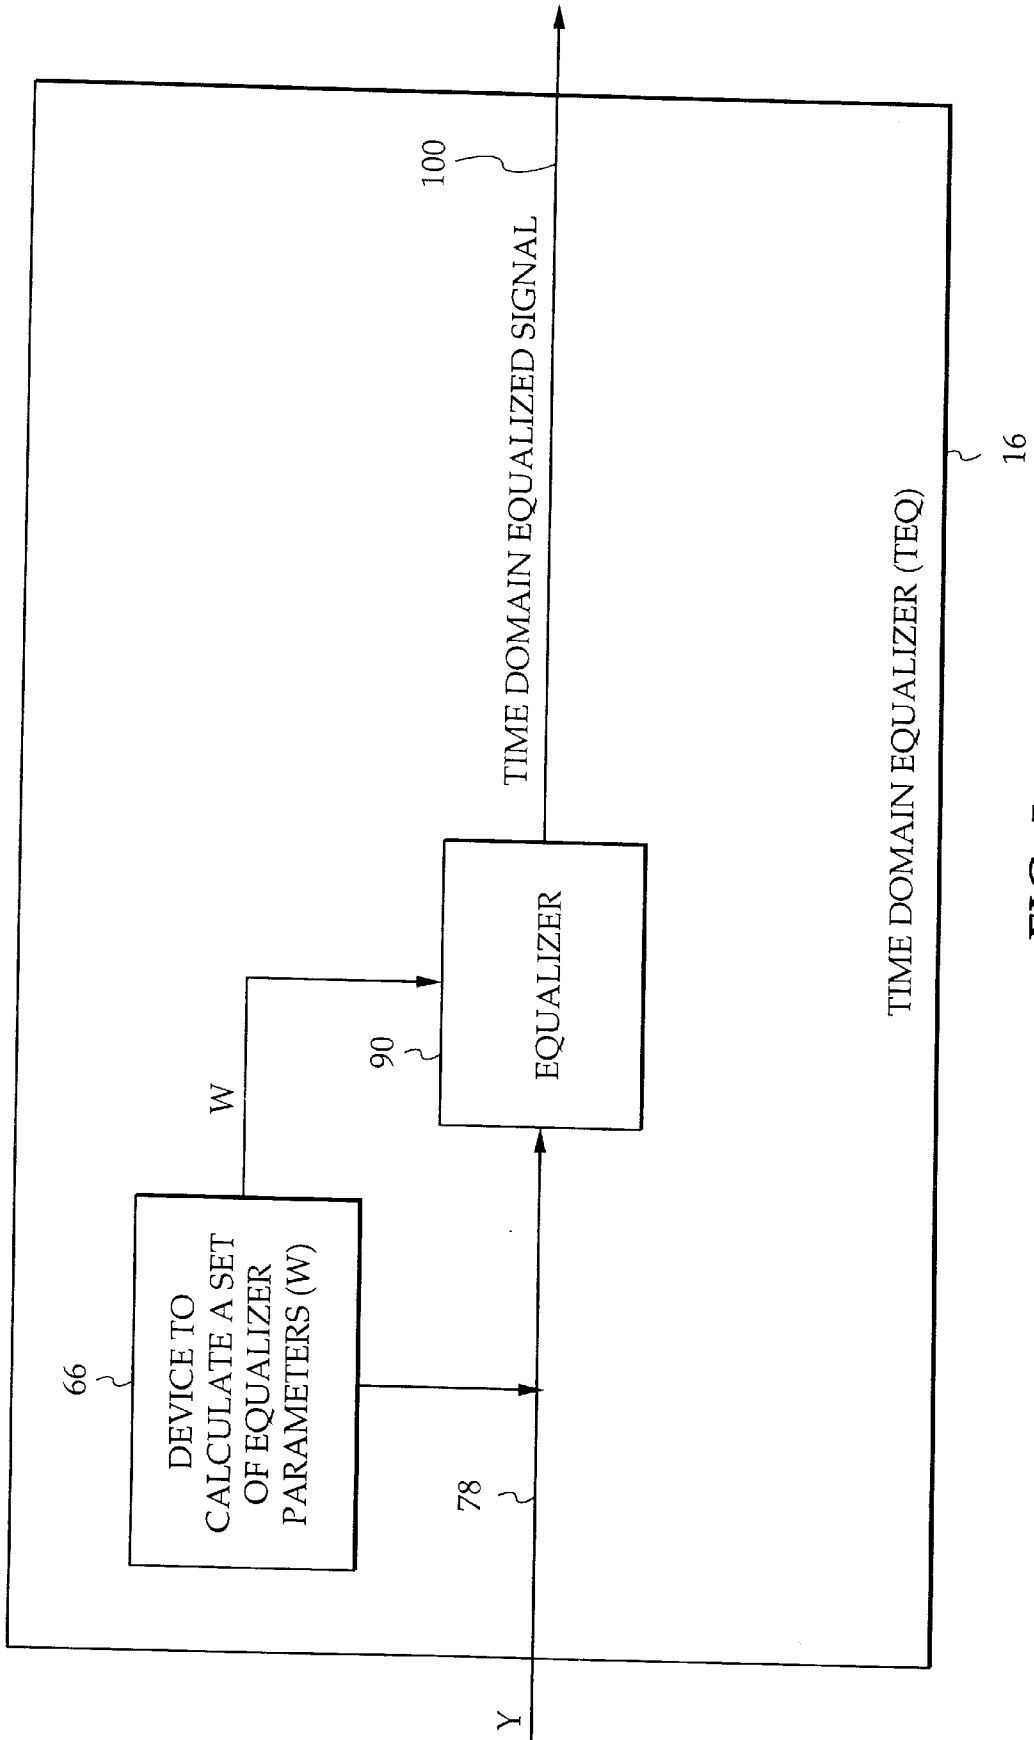 66
DEVICE TO
CALCULATE A SET
OF EQUALIZER
PARAMETERS (W)
W
90
EQUALIZER
Y
78
TIME DOMAIN EQUALIZED SIGNAL
100
TIME DOMAIN EQUALIZER (TEQ)
16